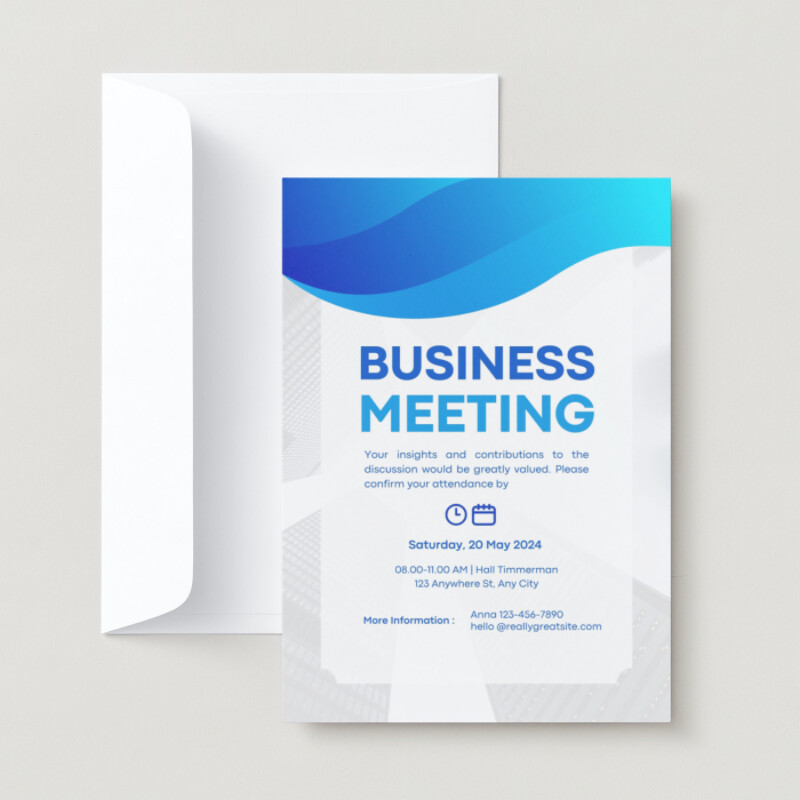 BUSINESS
MEETING
Your insights and contributions to the
discussion would be greatly valued. Please
confirm your attendance by
Saturday, 20 May 2024
08.00-11.00 AM | Hall Timmerman
123 Anywhere St, Any City
More Information :
Anna 123-456-7890
hello @reallygreatsite.com